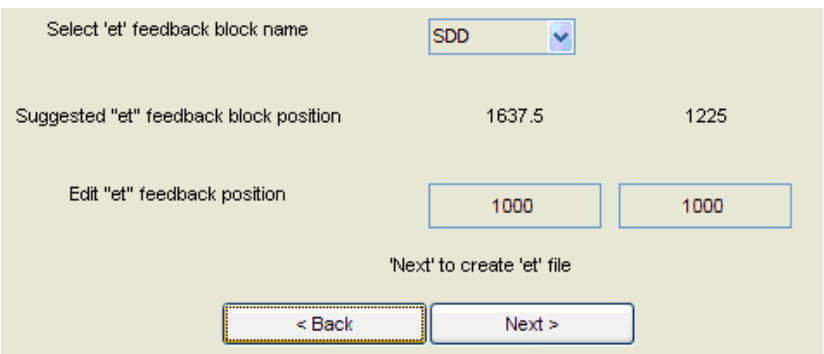 Select 'et' feedback block name SDD
Suggested "et" feedback block position 1637.5 1225
Edit "et" feedback position 1000 1000
'Next' to create 'et' file
< Back Next >